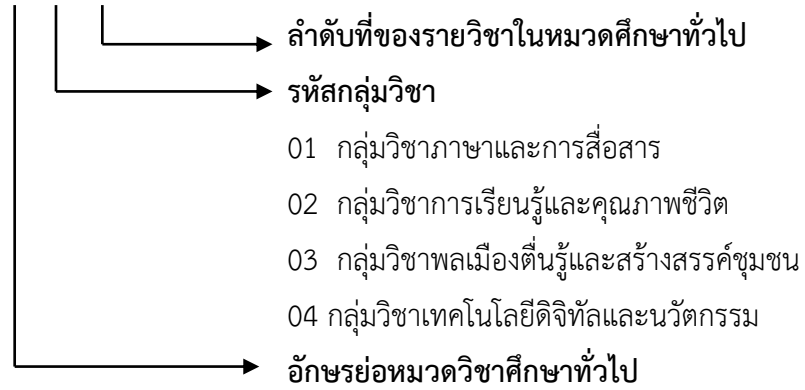 ลำดับที่ของรายวิชาในหมวดศึกษาทั่วไป
รหัสกลุ่มวิชา
01 กลุ่มวิชาภาษาและการสื่อสาร
02 กลุ่มวิชาการเรียนรู้และคุณภาพชีวิต
03 กลุ่มวิชาพลเมืองตื่นรู้และสร้างสรรค์ชุมชน
04 กลุ่มวิชาเทคโนโลยีดิจิทัลและนวัตกรรม
อักษรย่อหมวดวิชาศึกษาทั่วไป